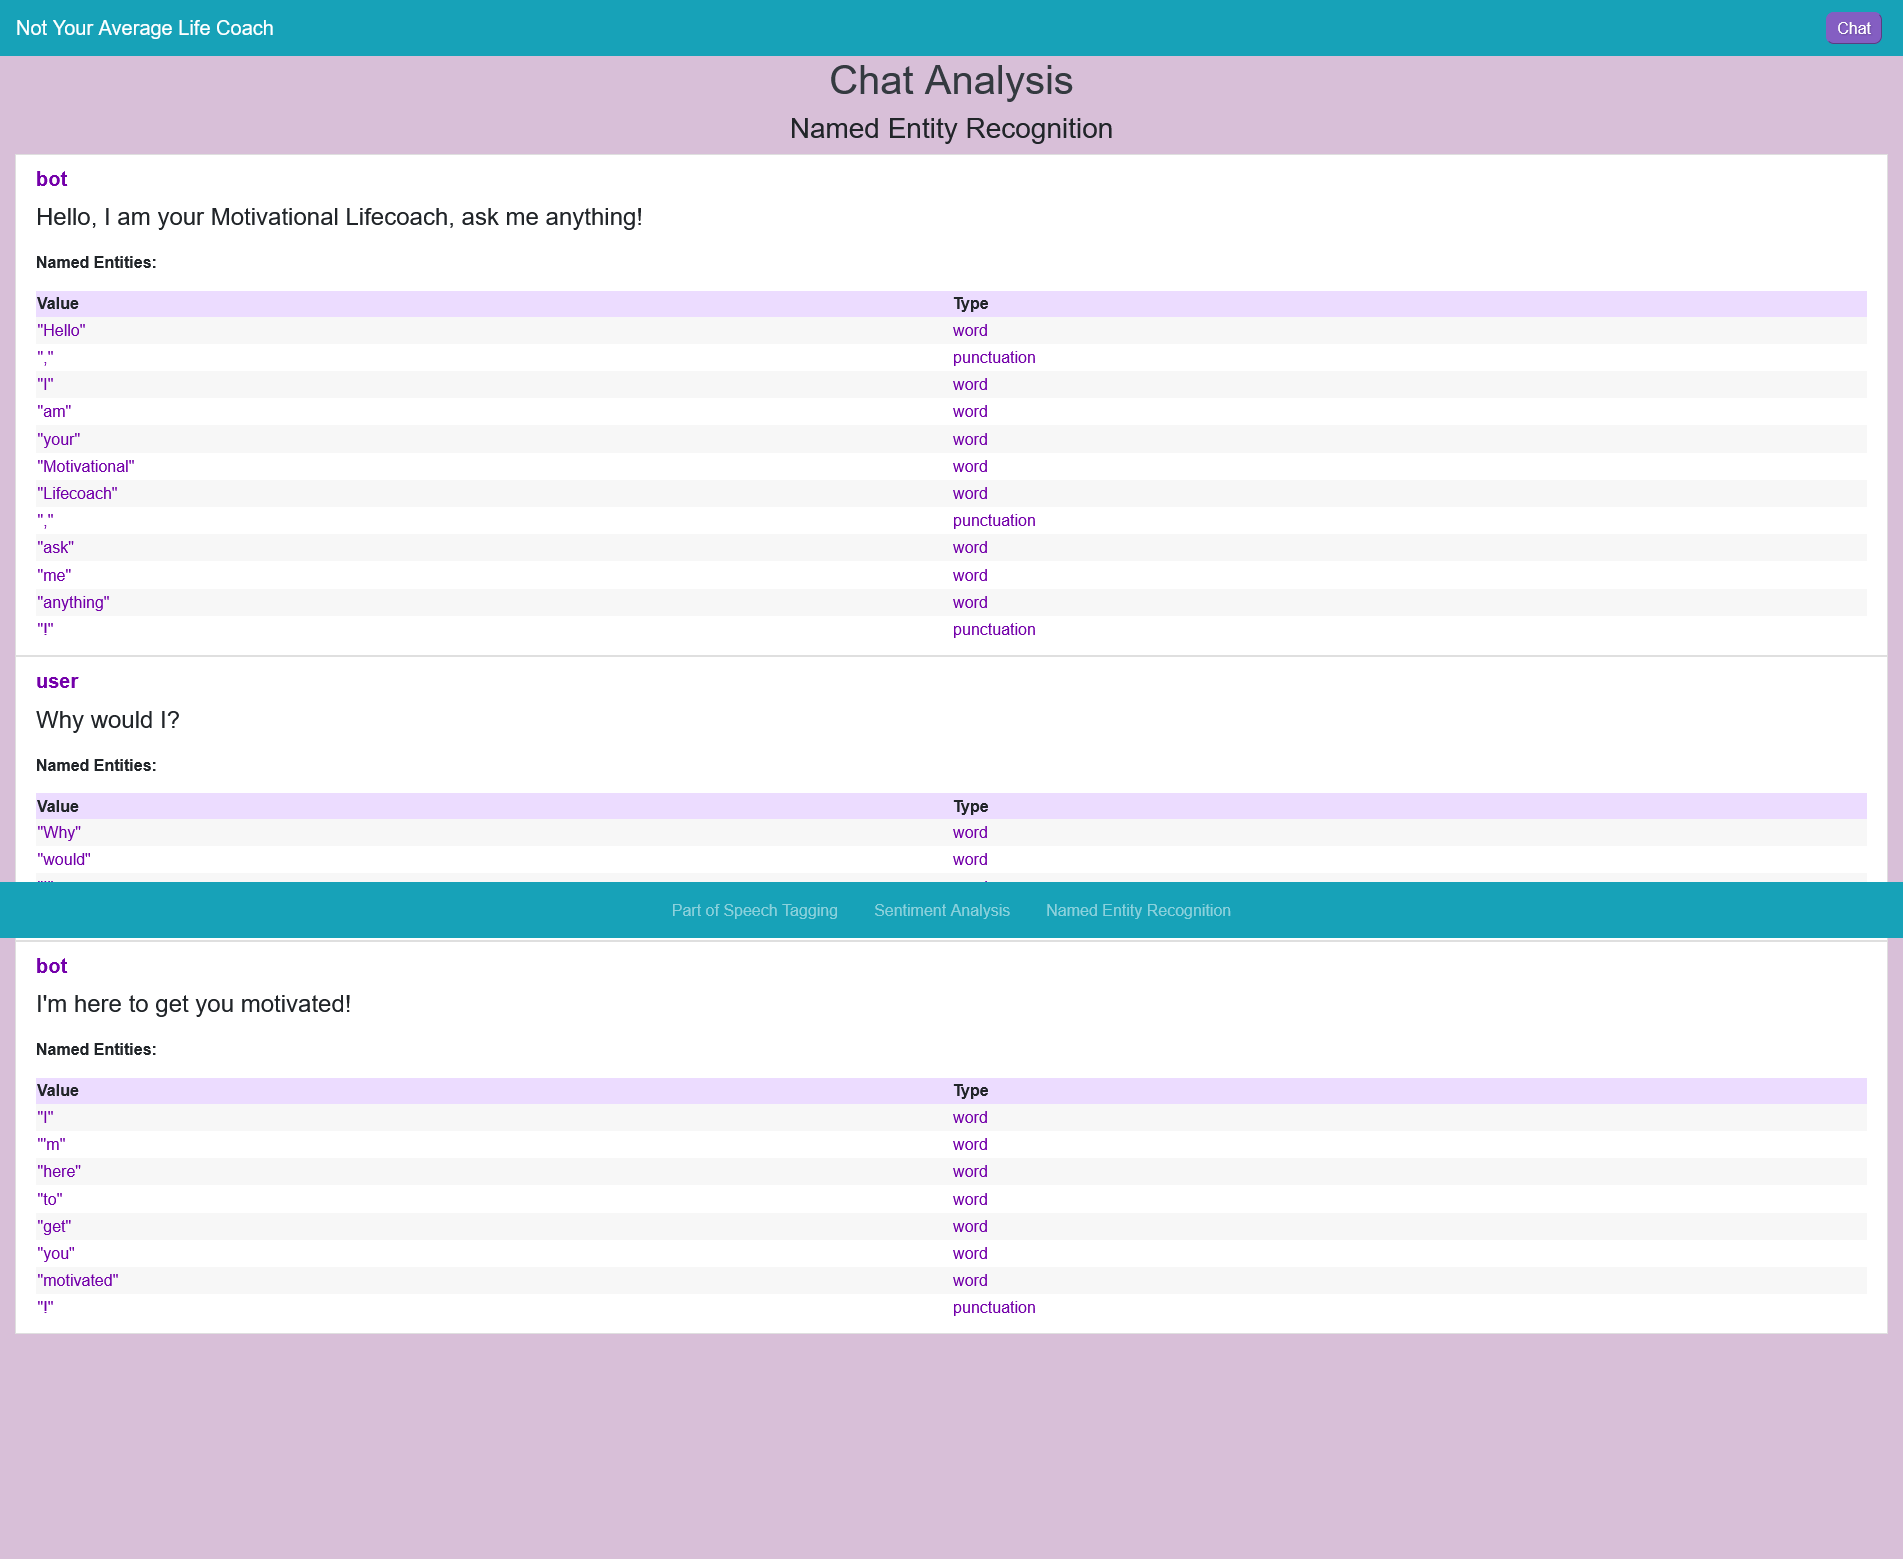 Not Your Average Life Coach
Chat
Chat Analysis
Named Entity Recognition
bot
Hello, I am your Motivational Lifecoach, ask me anything!
Named Entities:
Value Type
"Hello" word
"," punctuation
"I" word
"am" word
"your" word
"Motivational" word
"Lifecoach" word
"," punctuation
"ask" word
"me" word
"anything" word
"!" punctuation
user
Why would I?
Named Entities:
Value Type
"Why" word
"would" word
Part of Speech Tagging Sentiment Analysis Named Entity Recognition
bot
I'm here to get you motivated!
Named Entities:
Value Type
"I" word
"'m" word
"here" word
"to" word
"get" word
"you" word
"motivated" word
"!" punctuation